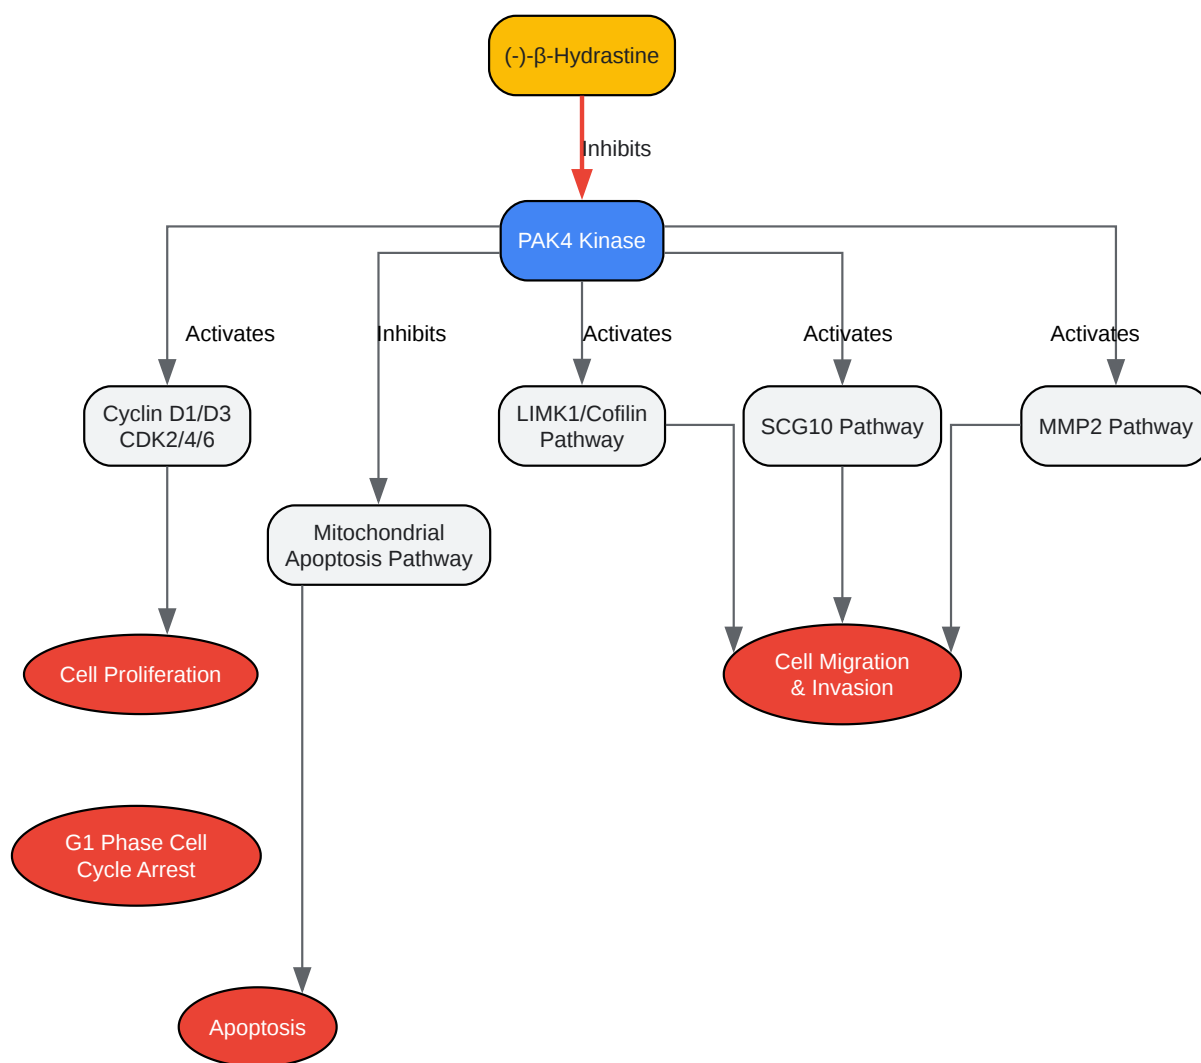 (-)-β-Hydrastine
Inhibits
PAK4 Kinase
Activates
Inhibits
Activates
Activates
Activates
Cyclin D1/D3
CDK2/4/6
LIMK1/Cofilin
Pathway
SCG10 Pathway
MMP2 Pathway
Mitochondrial
Apoptosis Pathway
Cell Proliferation
Cell Migration
& Invasion
G1 Phase Cell
Cycle Arrest
Apoptosis